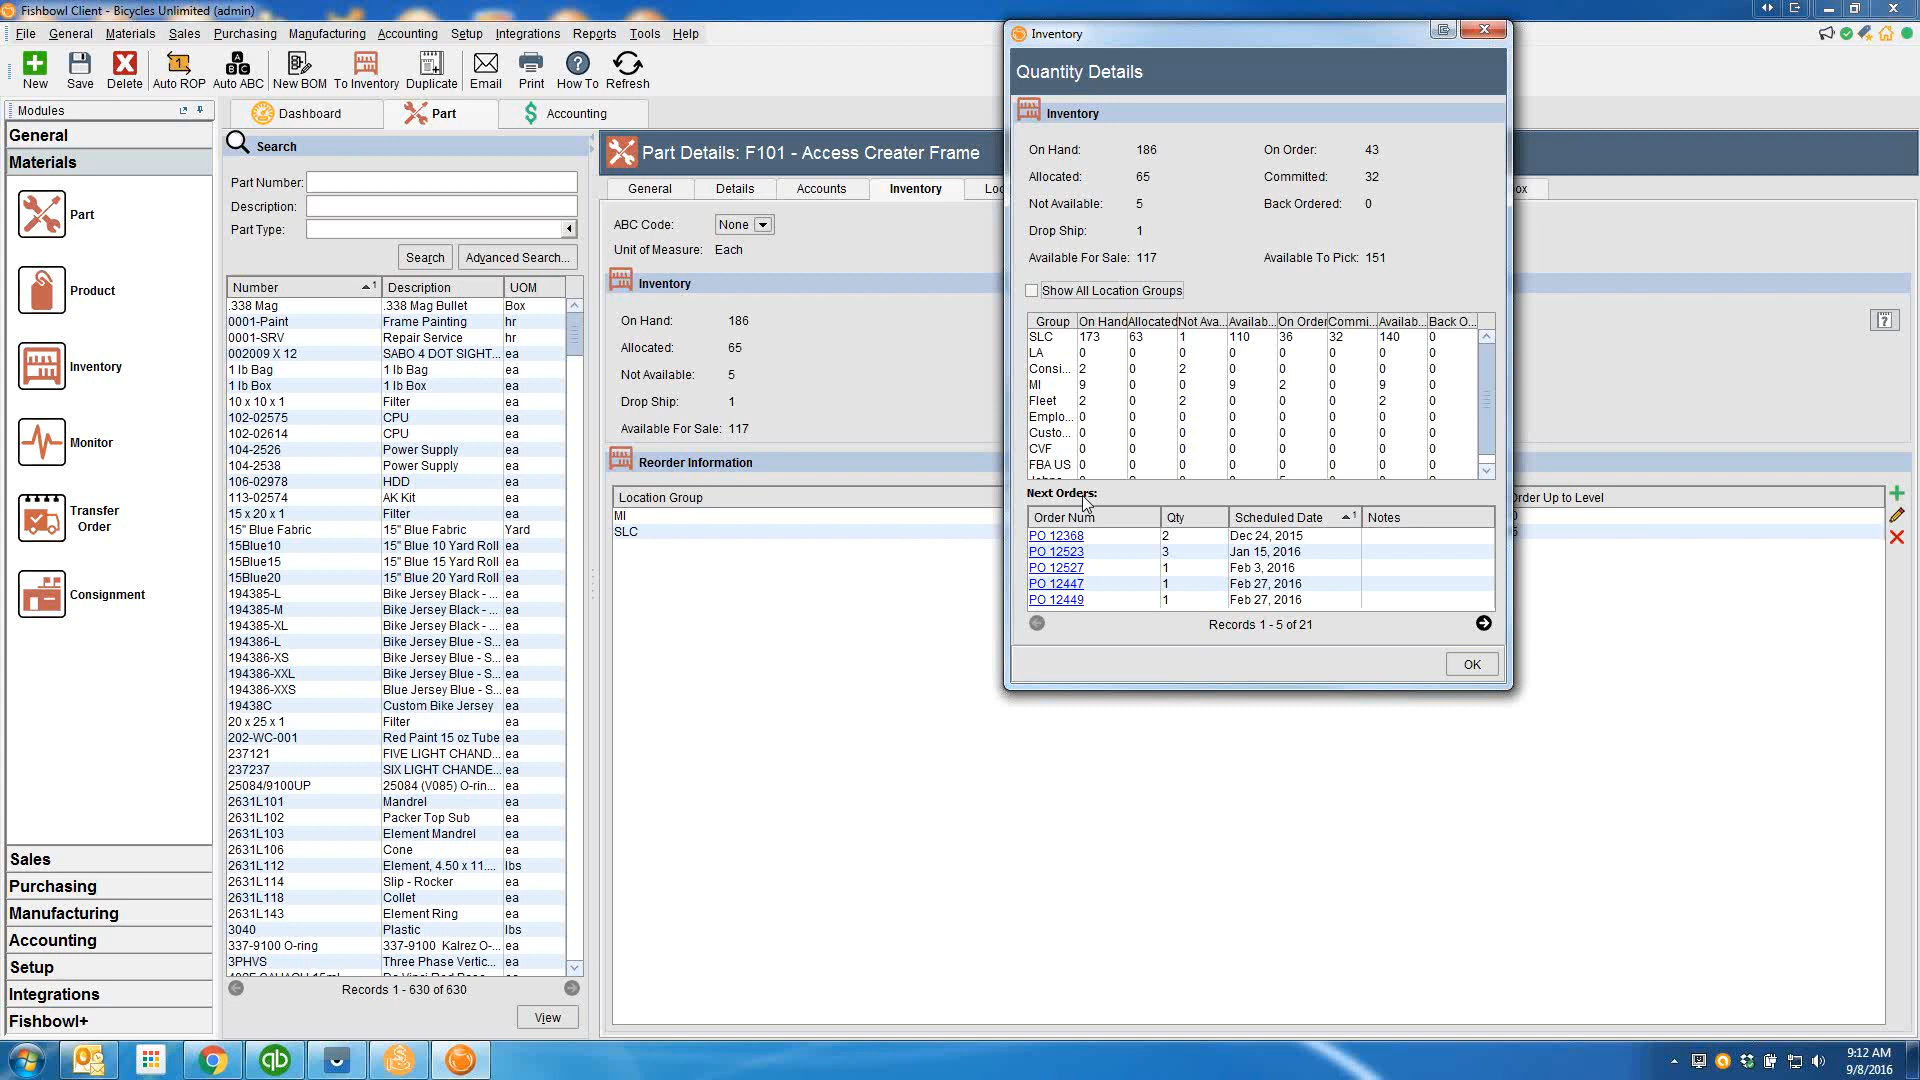 Fishbowl Client - Bicycles Unlimited (admin)
File General Materials Sales Purchasing Manufacturing Accounting Setup Integrations Reports Tools Help
New Save Delete Auto ROP Auto ABC New BOM To Inventory Duplicate Email Print How To Refresh
Modules
General
Materials
Part
Product
Inventory
Monitor
Transfer
Order
Consignment
Sales
Purchasing
Manufacturing
Accounting
Setup
Integrations
Fishbowl+
Dashboard Part Accounting
Search
Part Number:
Description:
Part Type:
Search Advanced Search...
Number 1 Description UOM
.338 Mag .338 Mag Bullet Box
0001-Paint Frame Painting hr
0001-SRV Repair Service hr
002009 X 12 SABO 4 DOT SIGHT... ea
1 lb Bag 1 lb Bag ea
1 lb Box 1 lb Box ea
10 x 10 x 1 Filter ea
102-02575 CPU ea
102-02614 CPU ea
104-2526 Power Supply ea
104-2538 Power Supply ea
106-02978 HDD ea
113-02574 AK Kit ea
15 x 20 x 1 Filter ea
15" Blue Fabric 15" Blue Fabric Yard
15Blue10 15" Blue 10 Yard Roll ea
15Blue15 15" Blue 15 Yard Roll ea
15Blue20 15" Blue 20 Yard Roll ea
194385-L Bike Jersey Black - ... ea
194385-M Bike Jersey Black - ... ea
194385-XL Bike Jersey Black - ... ea
194386-L Bike Jersey Blue - S... ea
194386-XS Bike Jersey Blue - S... ea
194386-XXL Bike Jersey Blue - S... ea
194386-XXS Blue Jersey Blue - S... ea
19438C Custom Bike Jersey ea
20 x 25 x 1 Filter ea
202-WC-001 Red Paint 15 oz Tube ea
237121 FIVE LIGHT CHAND... ea
237237 SIX LIGHT CHANDE... ea
25084/9100UP 25084 (V085) O-rin... ea
2631L101 Mandrel ea
2631L102 Packer Top Sub ea
2631L103 Element Mandrel ea
2631L106 Cone ea
2631L112 Element, 4.50 x 11.... lbs
2631L114 Slip - Rocker ea
2631L118 Collet ea
2631L143 Element Ring ea
3040 Plastic lbs
337-9100 O-ring 337-9100 Kalrez O-... ea
3PHVS Three Phase Vertic... ea
Records 1 - 630 of 630
View
Part Details: F101 - Access Creater Frame
General Details Accounts Inventory Loc ox
ABC Code: None
Unit of Measure: Each
Inventory
On Hand: 186
Allocated: 65
Not Available: 5
Drop Ship: 1
Available For Sale: 117
Reorder Information
Location Group Order Up to Level
MI
SLC
Inventory
Quantity Details
Inventory
On Hand: 186 On Order: 43
Allocated: 65 Committed: 32
Not Available: 5 Back Ordered: 0
Drop Ship: 1
Available For Sale: 117 Available To Pick: 151
Show All Location Groups
Group On Hand Allocated Not Ava... Availab... On Order Commi... Availab... Back O...
SLC 173 63 1 110 36 32 140 0
LA 0 0 0 0 0 0 0 0
Consi... 2 0 2 0 0 0 0 0
MI 9 0 0 9 2 0 9 0
Fleet 2 0 2 0 0 0 2 0
Emplo... 0 0 0 0 0 0 0 0
Custo... 0 0 0 0 0 0 0 0
CVF 0 0 0 0 0 0 0 0
FBA US 0 0 0 0 0 0 0 0
Next Orders:
Order Num Qty Scheduled Date 1 Notes
PO 12368 2 Dec 24, 2015
PO 12523 3 Jan 15, 2016
PO 12527 1 Feb 3, 2016
PO 12447 1 Feb 27, 2016
PO 12449 1 Feb 27, 2016
Records 1 - 5 of 21
OK
9:12 AM
9/8/2016